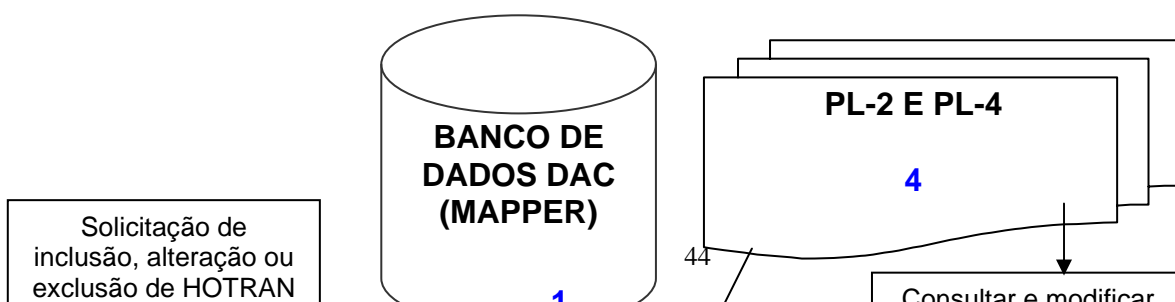 BANCO DE
DADOS DAC
(MAPPER)
1
PL-2 E PL-4
4
Solicitação de
inclusão, alteração ou
exclusão de HOTRAN
44
Consultar e modificar